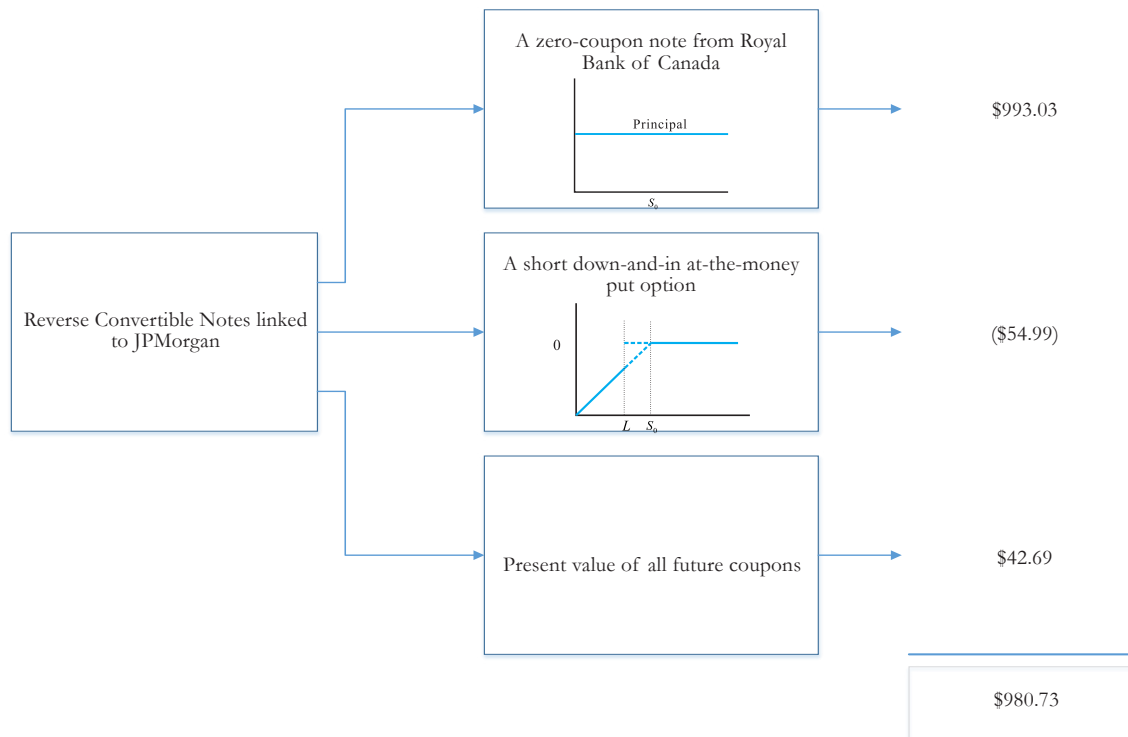 A zero-coupon note from Royal
Bank of Canada
Principal
S₀
$993.03
Reverse Convertible Notes linked
to JPMorgan
A short down-and-in at-the-money
put option
0
L S₀
($54.99)
Present value of all future coupons
$42.69
$980.73